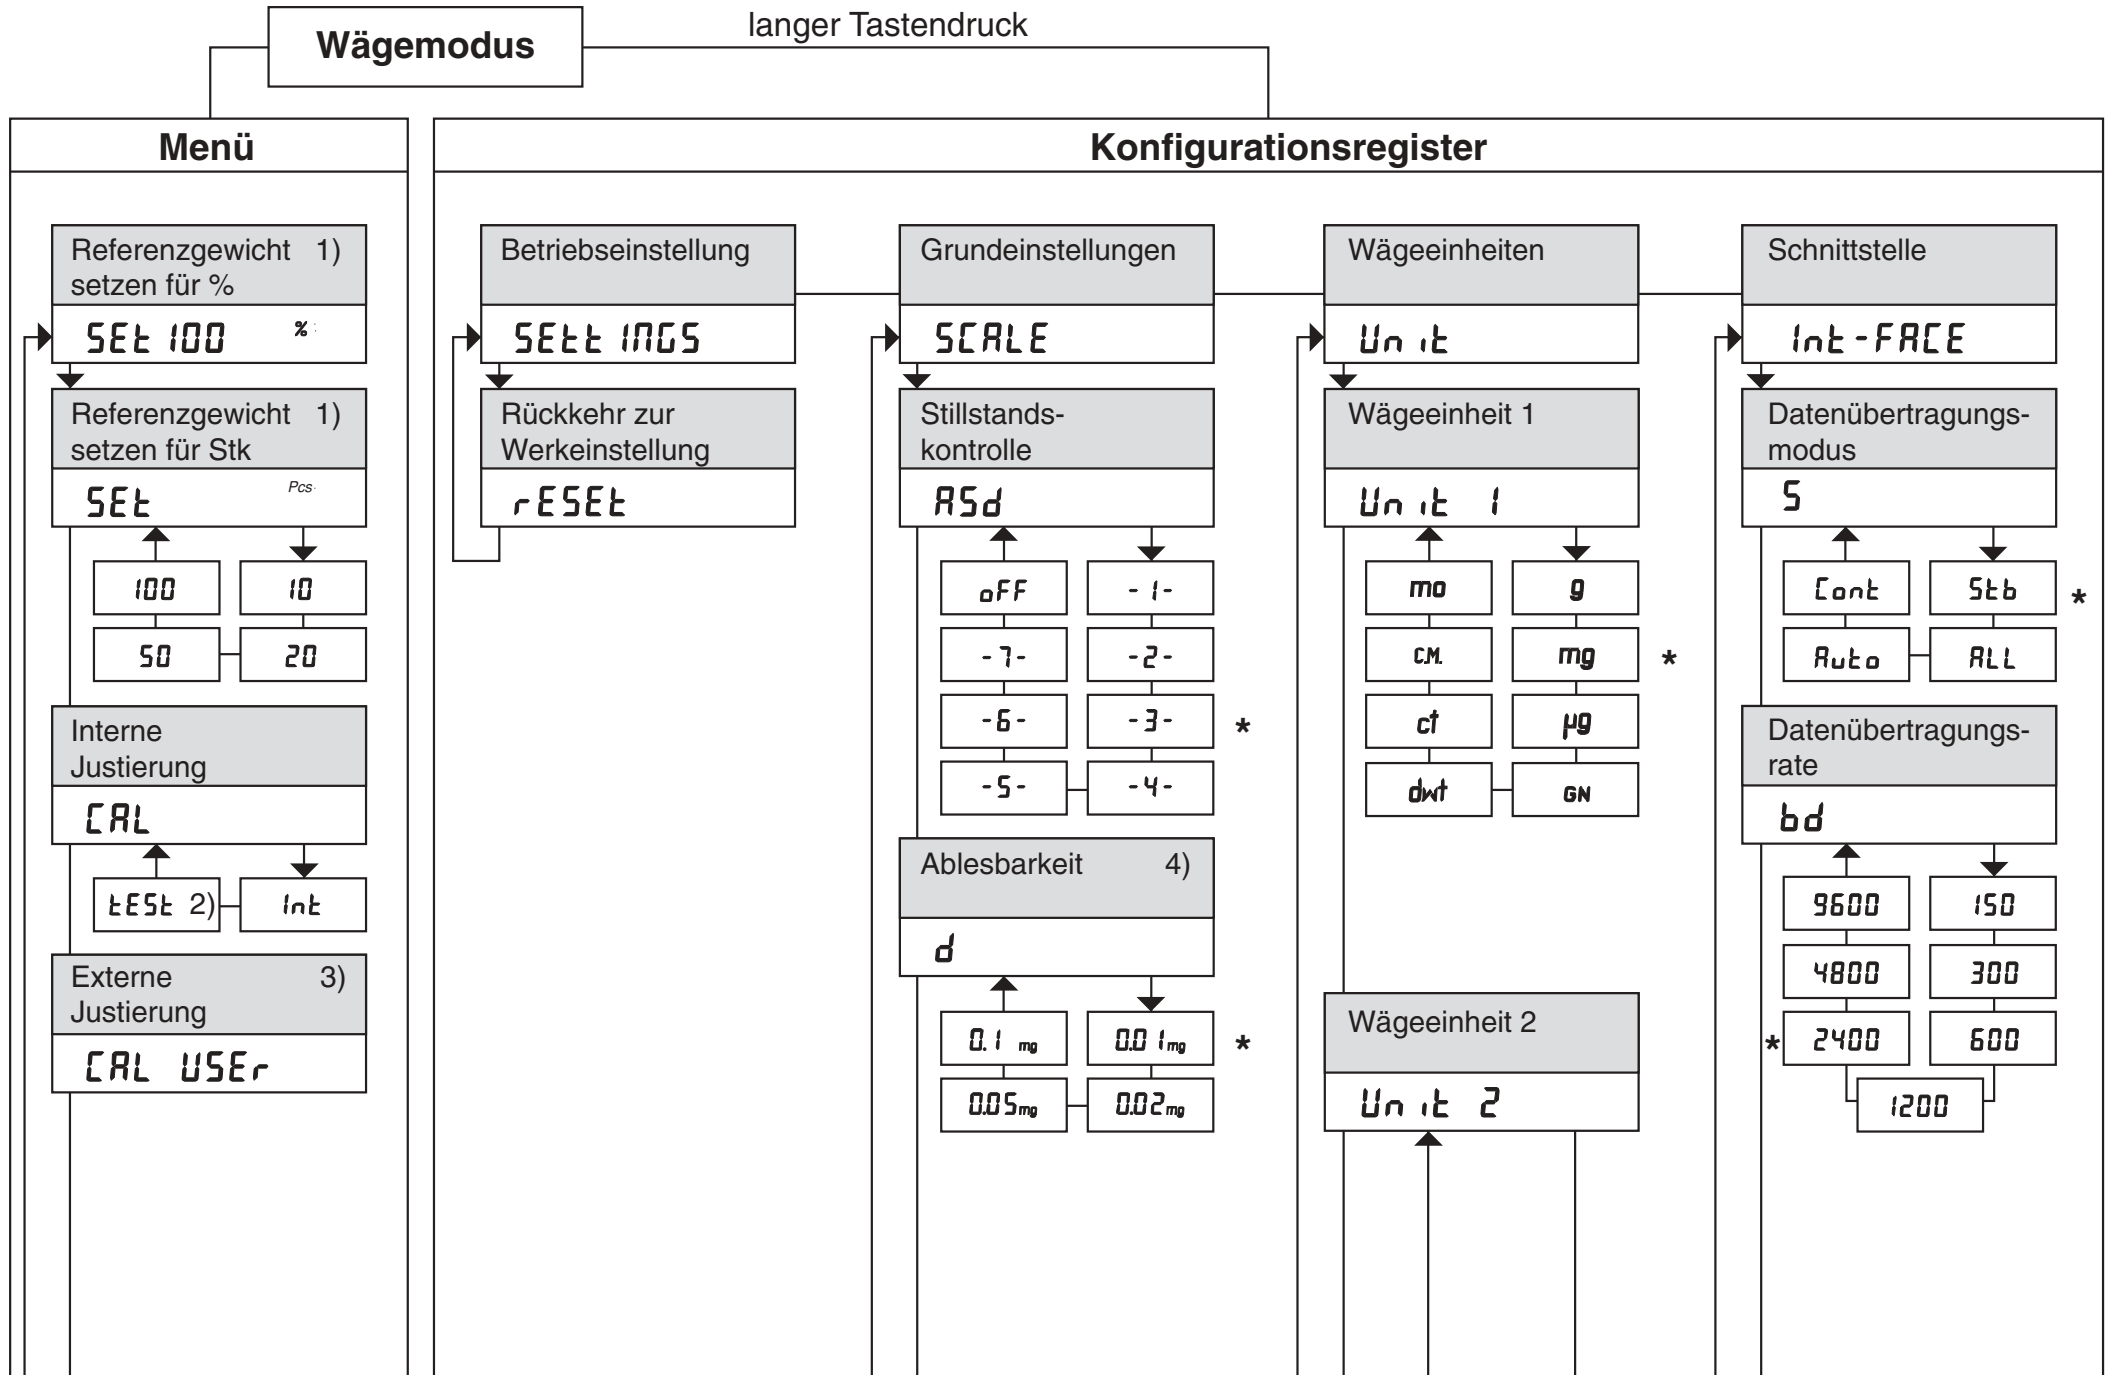 Wägemodus
langer Tastendruck
Menü
Referenzgewicht 1)
setzen für %
SEt 100 %
Referenzgewicht 1)
setzen für Stk
SEt Pcs
100 10
50 20
Interne
Justierung
CAL
tESt 2) Int
Externe 3)
Justierung
CAL USEr
Konfigurationsregister
Betriebseinstellung
SEttINGS
Rückkehr zur
Werkeinstellung
rESEt
Grundeinstellungen
SCALE
Stillstands-
kontrolle
ASd
oFF -1-
-7- -2-
-6- -3- *
-5- -4-
Ablesbarkeit 4)
d
0.1 mg 0.01 mg *
0.05 mg 0.02 mg
Wägeeinheiten
Unit
Wägeeinheit 1
Unit 1
mo g
C.M. mg *
ct µg
dwt GN
Wägeeinheit 2
Unit 2
Schnittstelle
Int-FACE
Datenübertragungs-
modus
S
Cont Stb *
Auto ALL
Datenübertragungs-
rate
bd
9600 150
4800 300
* 2400 600
1200